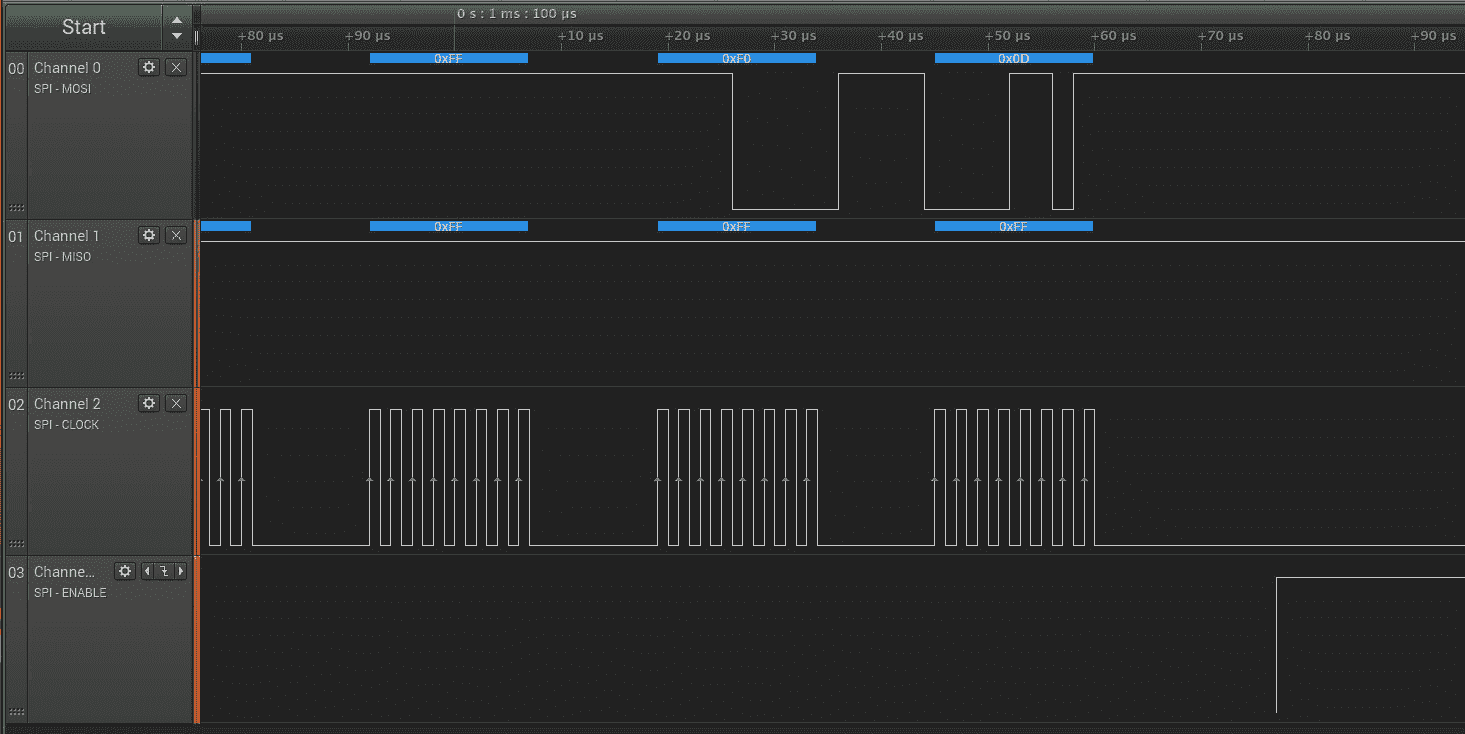 Start
0 s : 1 ms : 100 µs
+80 µs +90 µs +10 µs +20 µs +30 µs +40 µs +50 µs +60 µs +70 µs +80 µs +90 µs
00 Channel 0 0xFF 0xF0 0x0D
SPI - MOSI
01 Channel 1 0xFF 0xFF 0xFF
SPI - MISO
02 Channel 2
SPI - CLOCK
03 Channe...
SPI - ENABLE